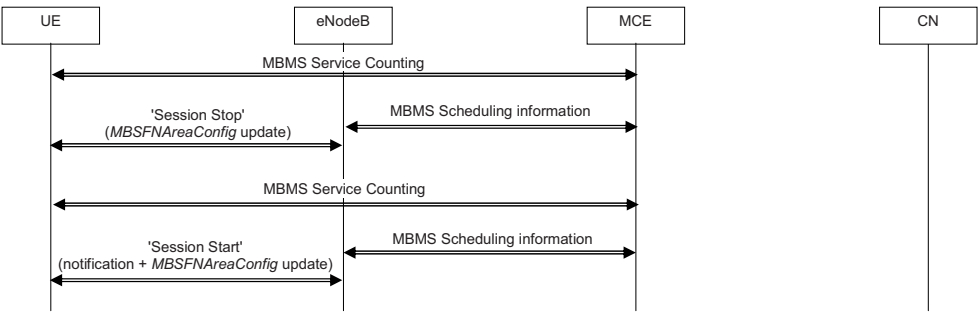 UE
eNodeB
MCE
CN
MBMS Service Counting
MBMS Scheduling information
'Session Stop'
(MBSFNAreaConfig update)
MBMS Service Counting
MBMS Scheduling information
'Session Start'
(notification + MBSFNAreaConfig update)